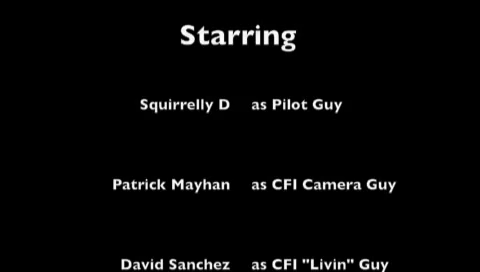 Starring
Squirrelly D as Pilot Guy
Patrick Mayhan as CFI Camera Guy
David Sanchez as CFI "Livin" Guy